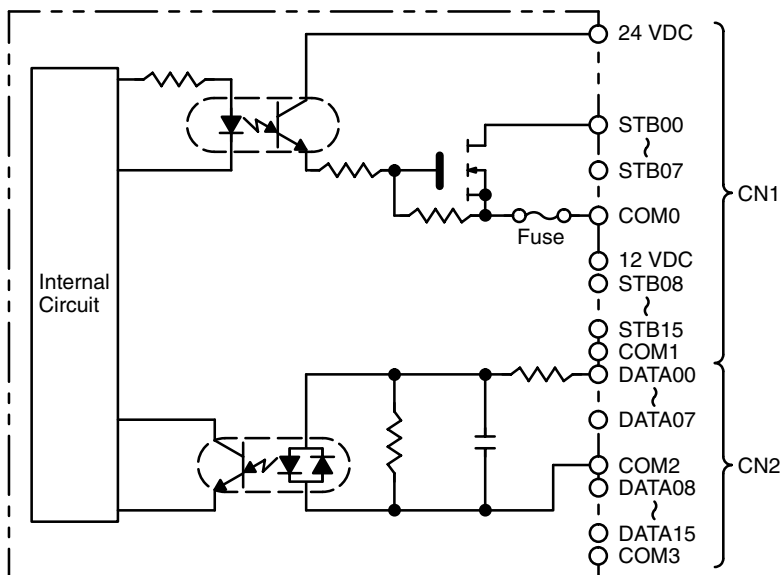 24 VDC
STB00
~
STB07
CN1
COM0
Fuse
12 VDC
Internal
Circuit
STB08
~
STB15
COM1
DATA00
~
DATA07
COM2
CN2
DATA08
~
DATA15
COM3